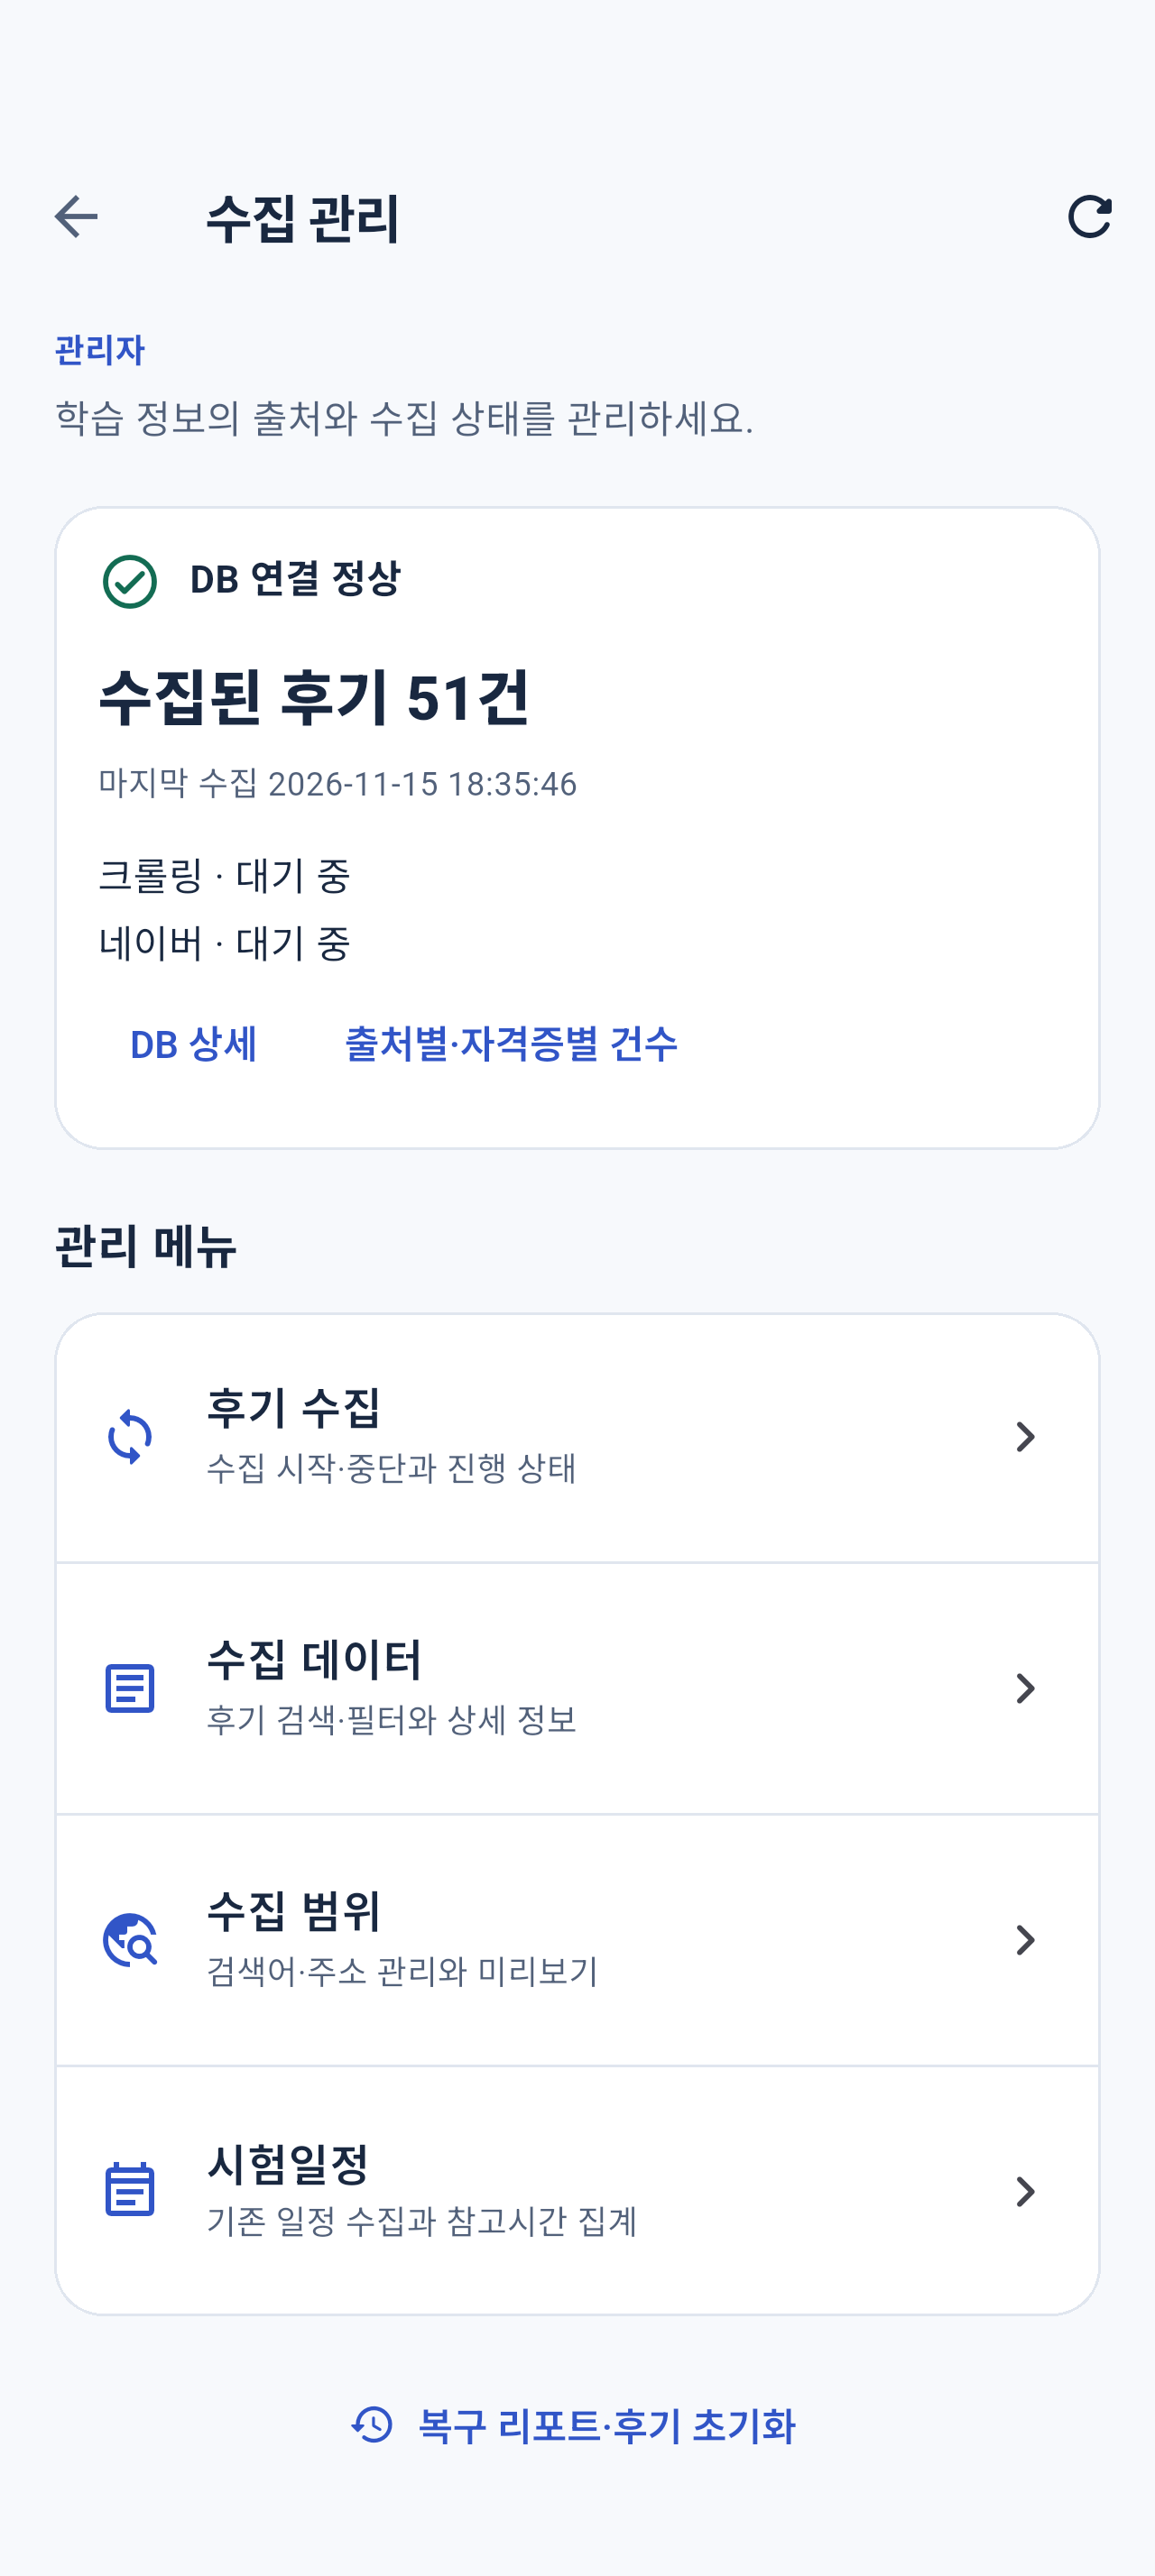 수집 관리
관리자
학습 정보의 출처와 수집 상태를 관리하세요.
DB 연결 정상
수집된 후기 51건
마지막 수집 2026-11-15 18:35:46
크롤링 · 대기 중
네이버 · 대기 중
DB 상세 출처별·자격증별 건수
관리 메뉴
후기 수집
수집 시작·중단과 진행 상태
수집 데이터
후기 검색·필터와 상세 정보
수집 범위
검색어·주소 관리와 미리보기
시험일정
기존 일정 수집과 참고시간 집계
복구 리포트·후기 초기화